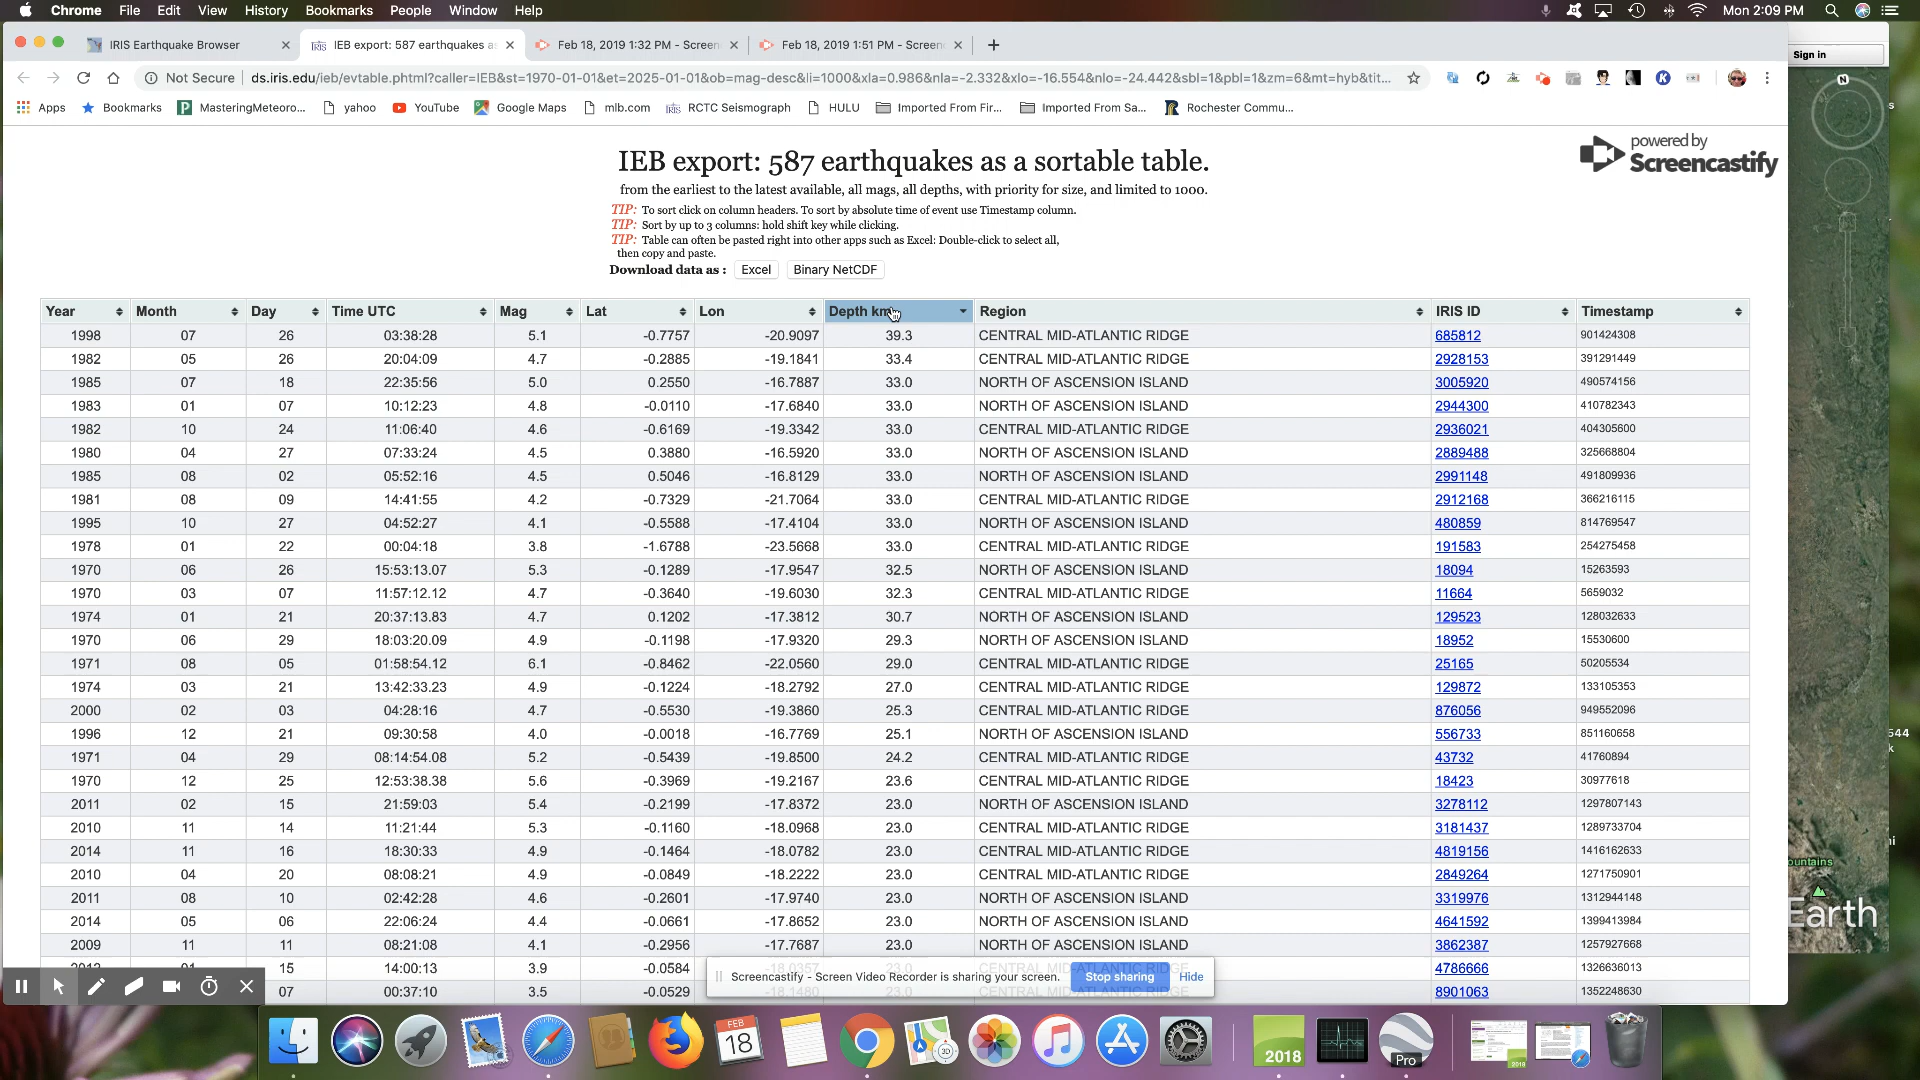 Chrome File Edit View History Bookmarks People Window Help Mon 2:09 PM
IRIS Earthquake Browser IEB export: 587 earthquakes as Feb 18, 2019 1:32 PM - Screen Feb 18, 2019 1:51 PM - Screen
Sign in
Not Secure ds.iris.edu/ieb/evtable.phtml?caller=IEB&st=1970-01-01&et=2025-01-01&ob=mag-desc&li=1000&xla=0.986&nla=-2.332&xlo=-16.554&nlo=-24.442&sbl=1&pbl=1&zm=6&mt=hyb&tit...
Apps Bookmarks MasteringMeteoro... yahoo YouTube Google Maps mlb.com RCTC Seismograph HULU Imported From Fir... Imported From Sa... Rochester Commu...
powered by
Screencastify
IEB export: 587 earthquakes as a sortable table.
from the earliest to the latest available, all mags, all depths, with priority for size, and limited to 1000.
TIP: To sort click on column headers. To sort by absolute time of event use Timestamp column.
TIP: Sort by up to 3 columns: hold shift key while clicking.
TIP: Table can often be pasted right into other apps such as Excel: Double-click to select all,
then copy and paste.
Download data as : Excel Binary NetCDF
Year Month Day Time UTC Mag Lat Lon Depth km Region IRIS ID Timestamp
1998 07 26 03:38:28 5.1 -0.7757 -20.9097 39.3 CENTRAL MID-ATLANTIC RIDGE 685812 901424308
1982 05 26 20:04:09 4.7 -0.2885 -19.1841 33.4 CENTRAL MID-ATLANTIC RIDGE 2928153 391291449
1985 07 18 22:35:56 5.0 0.2550 -16.7887 33.0 NORTH OF ASCENSION ISLAND 3005920 490574156
1983 01 07 10:12:23 4.8 -0.0110 -17.6840 33.0 NORTH OF ASCENSION ISLAND 2944300 410782343
1982 10 24 11:06:40 4.6 -0.6169 -19.3342 33.0 CENTRAL MID-ATLANTIC RIDGE 2936021 404305600
1980 04 27 07:33:24 4.5 0.3880 -16.5920 33.0 NORTH OF ASCENSION ISLAND 2889488 325668804
1985 08 02 05:52:16 4.5 0.5046 -16.8129 33.0 NORTH OF ASCENSION ISLAND 2991148 491809936
1981 08 09 14:41:55 4.2 -0.7329 -21.7064 33.0 CENTRAL MID-ATLANTIC RIDGE 2912168 366216115
1995 10 27 04:52:27 4.1 -0.5588 -17.4104 33.0 NORTH OF ASCENSION ISLAND 480859 814769547
1978 01 22 00:04:18 3.8 -1.6788 -23.5668 33.0 CENTRAL MID-ATLANTIC RIDGE 191583 254275458
1970 06 26 15:53:13.07 5.3 -0.1289 -17.9547 32.5 NORTH OF ASCENSION ISLAND 18094 15263593
1970 03 07 11:57:12.12 4.7 -0.3640 -19.6030 32.3 CENTRAL MID-ATLANTIC RIDGE 11664 5659032
1974 01 21 20:37:13.83 4.7 0.1202 -17.3812 30.7 NORTH OF ASCENSION ISLAND 129523 128032633
1970 06 29 18:03:20.09 4.9 -0.1198 -17.9320 29.3 NORTH OF ASCENSION ISLAND 18952 15530600
1971 08 05 01:58:54.12 6.1 -0.8462 -22.0560 29.0 CENTRAL MID-ATLANTIC RIDGE 25165 50205534
1974 03 21 13:42:33.23 4.9 -0.1224 -18.2792 27.0 CENTRAL MID-ATLANTIC RIDGE 129872 133105353
2000 02 03 04:28:16 4.7 -0.5530 -19.3860 25.3 CENTRAL MID-ATLANTIC RIDGE 876056 949552096
1996 12 21 09:30:58 4.0 -0.0018 -16.7769 25.1 NORTH OF ASCENSION ISLAND 556733 851160658
1971 04 29 08:14:54.08 5.2 -0.5439 -19.8500 24.2 CENTRAL MID-ATLANTIC RIDGE 43732 41760894
1970 12 25 12:53:38.38 5.6 -0.3969 -19.2167 23.6 CENTRAL MID-ATLANTIC RIDGE 18423 30977618
2011 02 15 21:59:03 5.4 -0.2199 -17.8372 23.0 NORTH OF ASCENSION ISLAND 3278112 1297807143
2010 11 14 11:21:44 5.3 -0.1160 -18.0968 23.0 CENTRAL MID-ATLANTIC RIDGE 3181437 1289733704
2014 11 16 18:30:33 4.9 -0.1464 -18.0782 23.0 CENTRAL MID-ATLANTIC RIDGE 4819156 1416162633
2010 04 20 08:08:21 4.9 -0.0849 -18.2222 23.0 CENTRAL MID-ATLANTIC RIDGE 2849264 1271750901
2011 08 10 02:42:28 4.6 -0.2601 -17.9740 23.0 NORTH OF ASCENSION ISLAND 3319976 1312944148
2014 05 06 22:06:24 4.4 -0.0661 -17.8652 23.0 NORTH OF ASCENSION ISLAND 4641592 1399413984
2009 11 11 08:21:08 4.1 -0.2956 -17.7687 23.0 NORTH OF ASCENSION ISLAND 3862387 1257927668
2012 01 15 14:00:13 3.9 -0.0584 -18.0357 23.0 4786666 1326636013
07 00:37:10 3.5 -0.0529 -18.1480 23.0 CENTRAL MID-ATLANTIC RIDGE 8901063 1352248630
Screencastify - Screen Video Recorder is sharing your screen. Stop sharing Hide
N
544
k
ni
ountains
Earth
FEB
18
3D
2018
Pro